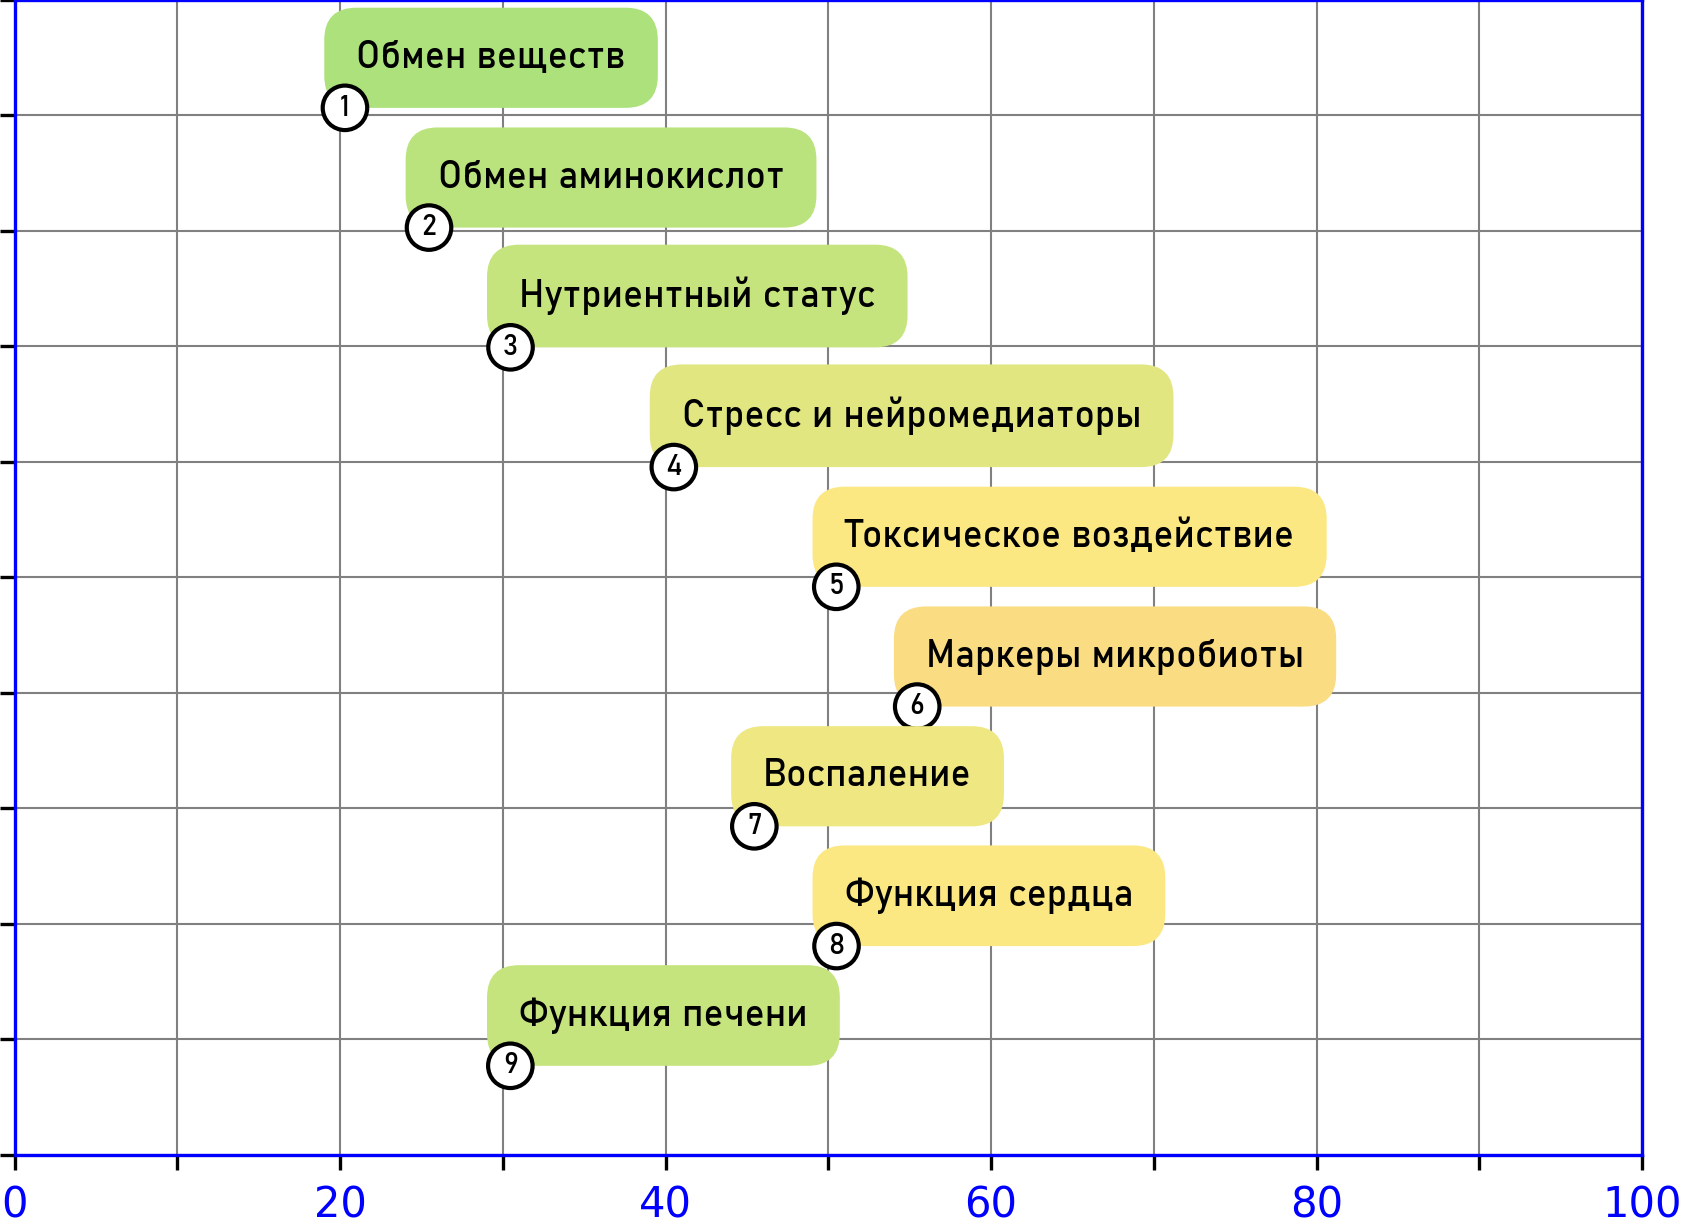 Обмен веществ
1
Обмен аминокислот
2
Нутриентный статус
3
Стресс и нейромедиаторы
4
Токсическое воздействие
5
Маркеры микробиоты
6
Воспаление
7
Функция сердца
8
Функция печени
9
0 20 40 60 80 100